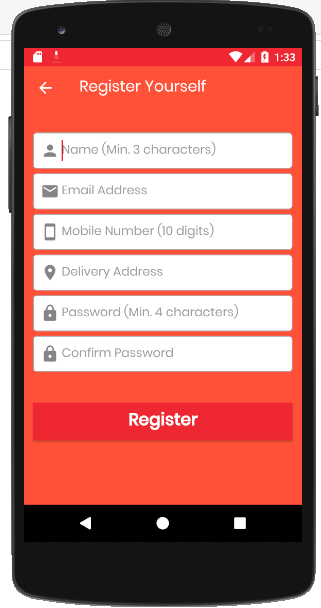 1:33
Register Yourself
Name (Min. 3 characters)
Email Address
Mobile Number (10 digits)
Delivery Address
Password (Min. 4 characters)
Confirm Password
Register